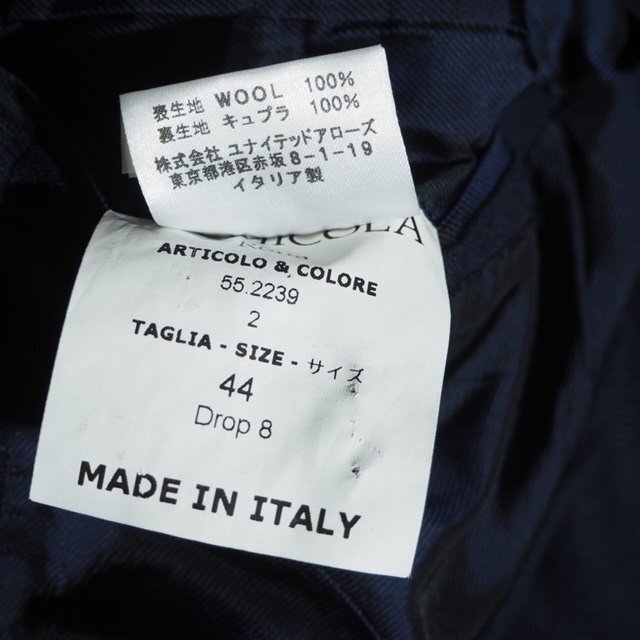 表生地 WOOL 100%
裏生地 キュプラ 100%
株式会社 ユナイテッドアローズ
東京都港区赤坂8-1-19
イタリア製
ARTICOLO & COLORE
55.2239
2
TAGLIA - SIZE - サイズ
44
Drop 8
MADE IN ITALY